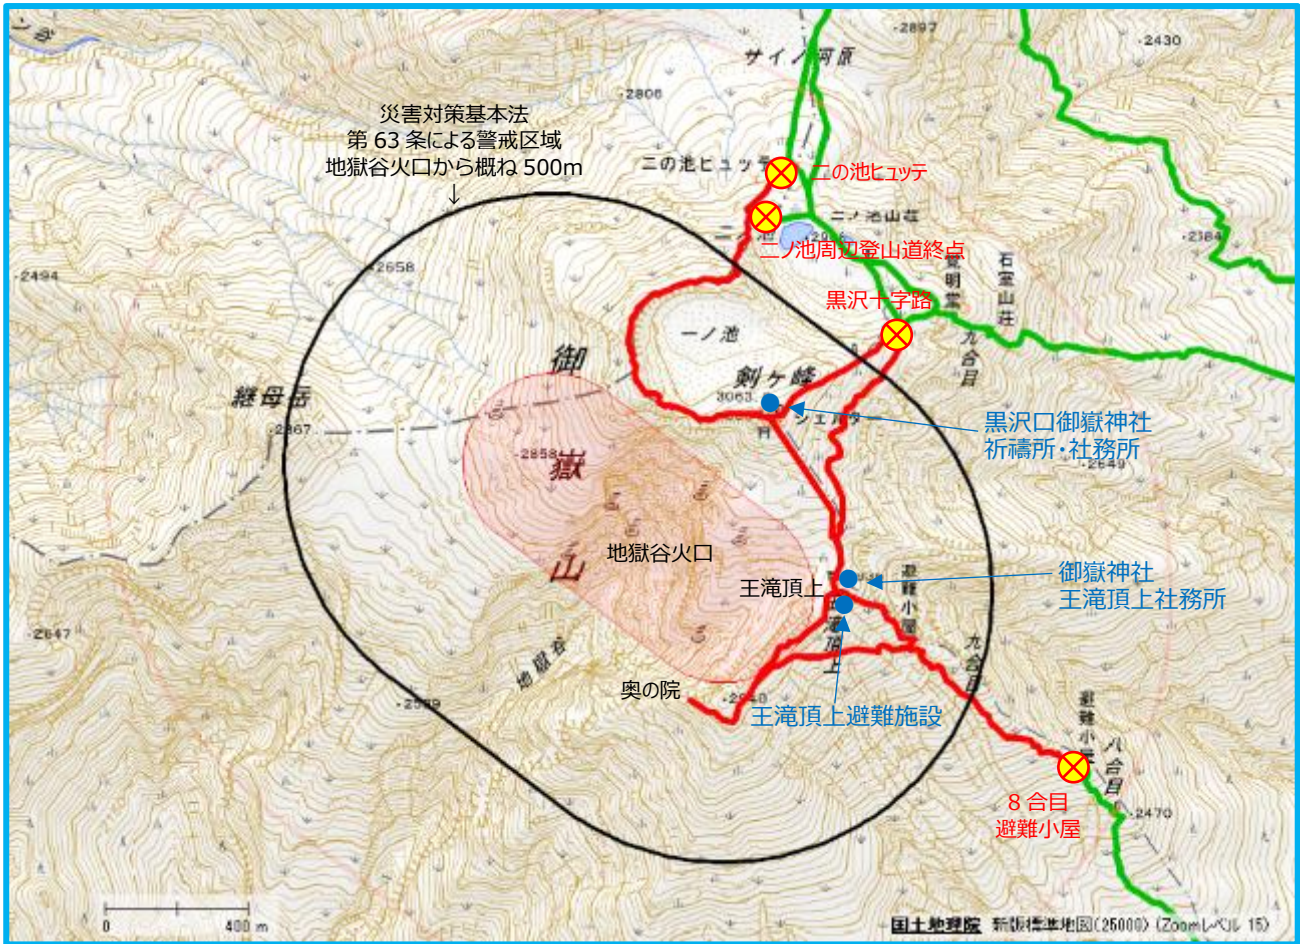 サイノ河原
2897
2430
2806
災害対策基本法
第 63 条による警戒区域
地獄谷火口から概ね 500m
↓
二の池ヒュッテ
二の池ヒュッテ
二ノ池山荘
二ノ池周辺登山道終点
2384
2494
2658
覚明堂
石室山荘
黒沢十字路
一ノ池
九合目
御嶽山
剣ヶ峰
3063
シェルター
継母岳
2867
黒沢口御嶽神社
祈禱所・社務所
2858
2649
地獄谷火口
王滝頂上
避難小屋
御嶽神社
王滝頂上社務所
王滝頂上
2647
地獄谷
九合目
奥の院
2940
王滝頂上避難施設
避難小屋
八合目
8 合目
避難小屋
2470
0
400 m
国土地理院 新版標準地図(25000) (Zoomレベル 15)